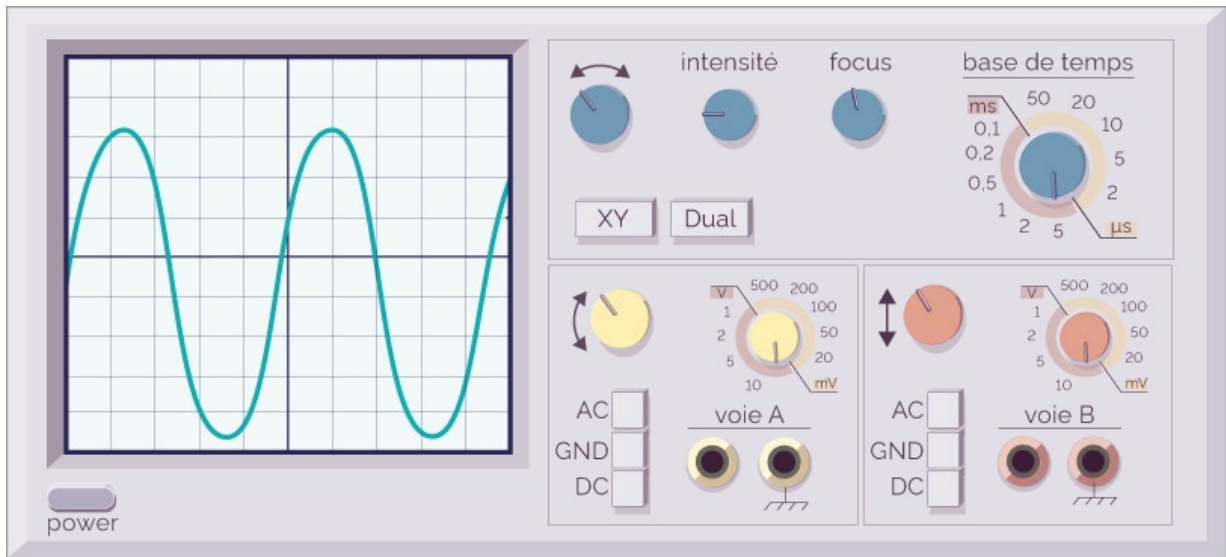 intensité
focus
base de temps
ms
50
20
10
5
2
µs
0,1
0,2
0,5
1
2
5
XY
Dual
V
500
200
100
50
20
mV
1
2
5
10
AC
GND
DC
voie A
V
500
200
100
50
20
mV
1
2
5
10
AC
GND
DC
voie B
power